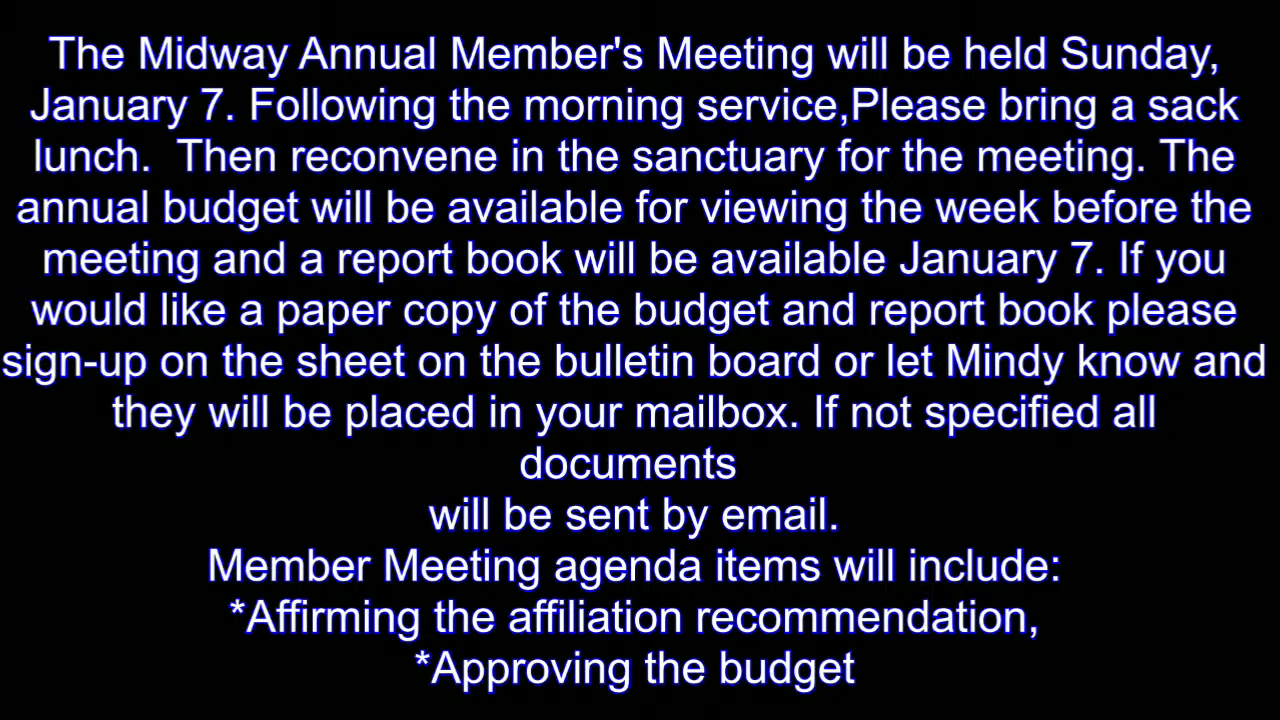 The Midway Annual Member's Meeting will be held Sunday,
January 7. Following the morning service,Please bring a sack
lunch.  Then reconvene in the sanctuary for the meeting. The
annual budget will be available for viewing the week before the
meeting and a report book will be available January 7. If you
would like a paper copy of the budget and report book please
sign-up on the sheet on the bulletin board or let Mindy know and
they will be placed in your mailbox. If not specified all
documents
will be sent by email.
Member Meeting agenda items will include:
*Affirming the affiliation recommendation,
*Approving the budget